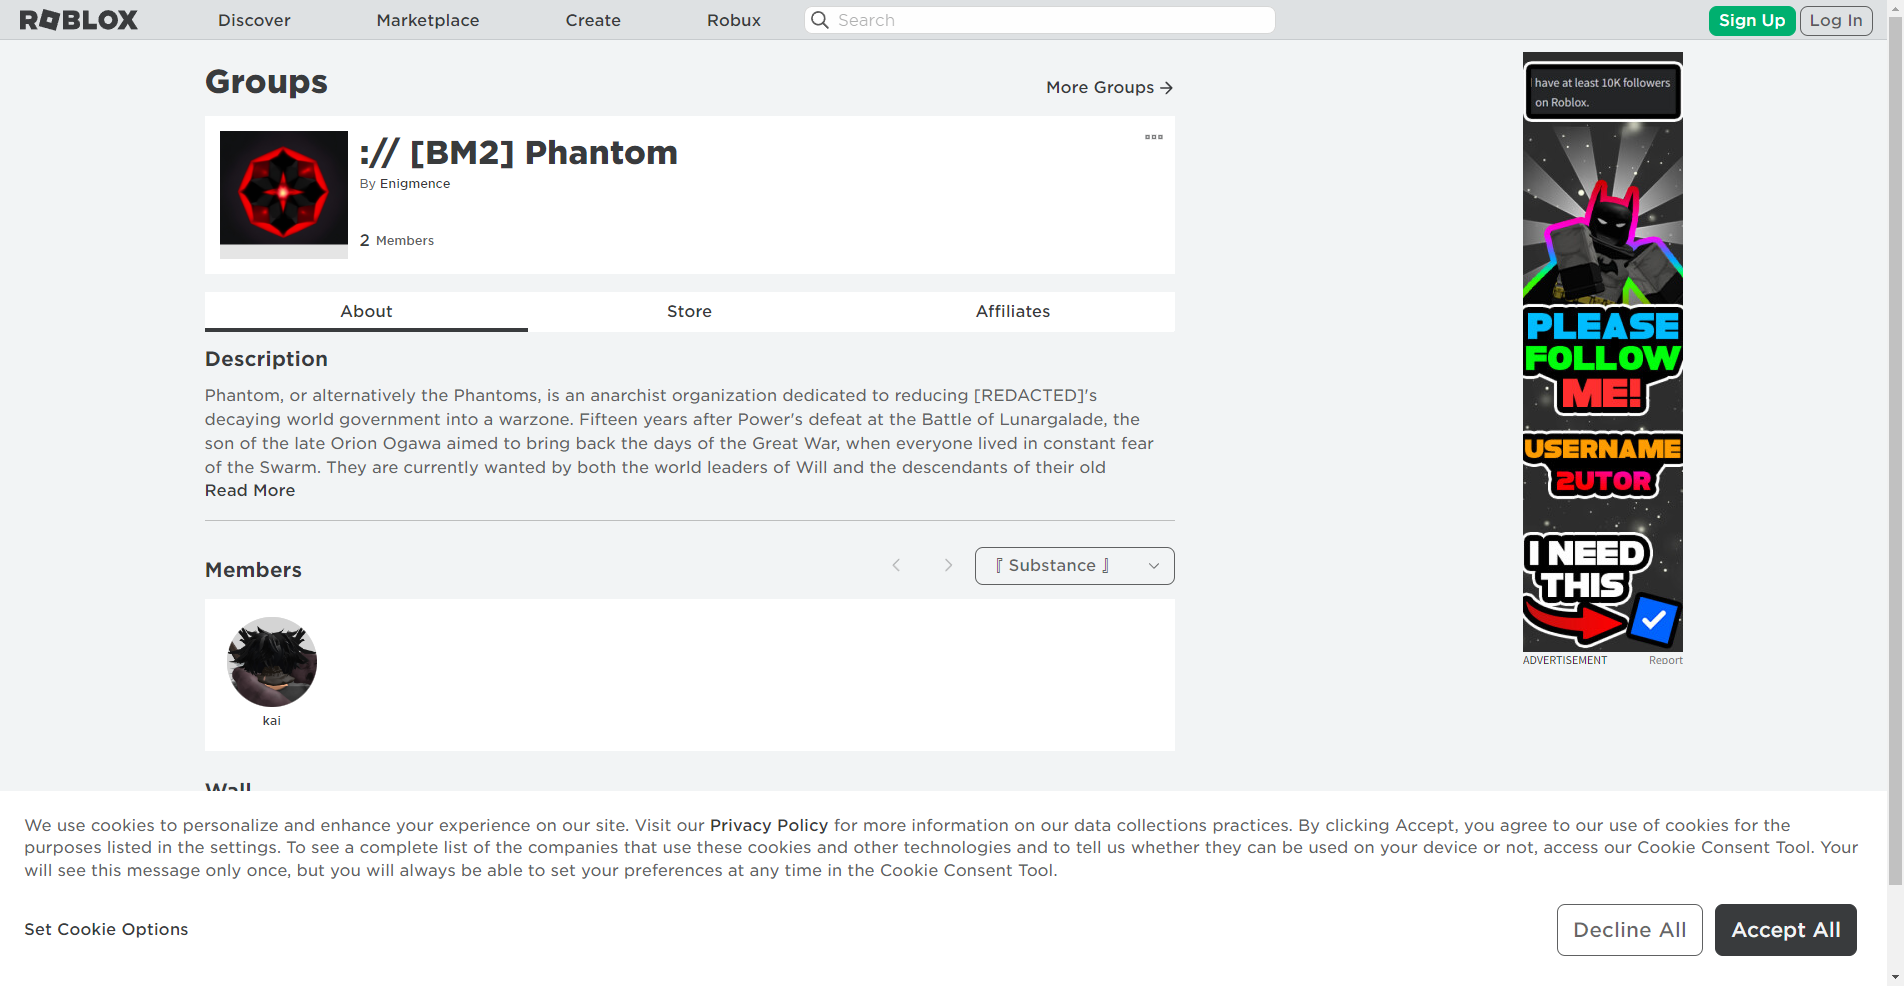 ROBLOX
Discover
Marketplace
Create
Robux
Search
Sign Up
Log In
Groups
More Groups
:// [BM2] Phantom
By Enigmence
2 Members
About
Store
Affiliates
Description
Phantom, or alternatively the Phantoms, is an anarchist organization dedicated to reducing [REDACTED]'s
decaying world government into a warzone. Fifteen years after Power's defeat at the Battle of Lunargalade, the
son of the late Orion Ogawa aimed to bring back the days of the Great War, when everyone lived in constant fear
of the Swarm. They are currently wanted by both the world leaders of Will and the descendants of their old
Read More
Members
『 Substance 』
kai
Wall
have at least 10K followers
on Roblox.
PLEASE
FOLLOW
ME!
USERNAME
2UTOR
I NEED
THIS
ADVERTISEMENT
Report
We use cookies to personalize and enhance your experience on our site. Visit our Privacy Policy for more information on our data collections practices. By clicking Accept, you agree to our use of cookies for the
purposes listed in the settings. To see a complete list of the companies that use these cookies and other technologies and to tell us whether they can be used on your device or not, access our Cookie Consent Tool. Your
will see this message only once, but you will always be able to set your preferences at any time in the Cookie Consent Tool.
Set Cookie Options
Decline All
Accept All